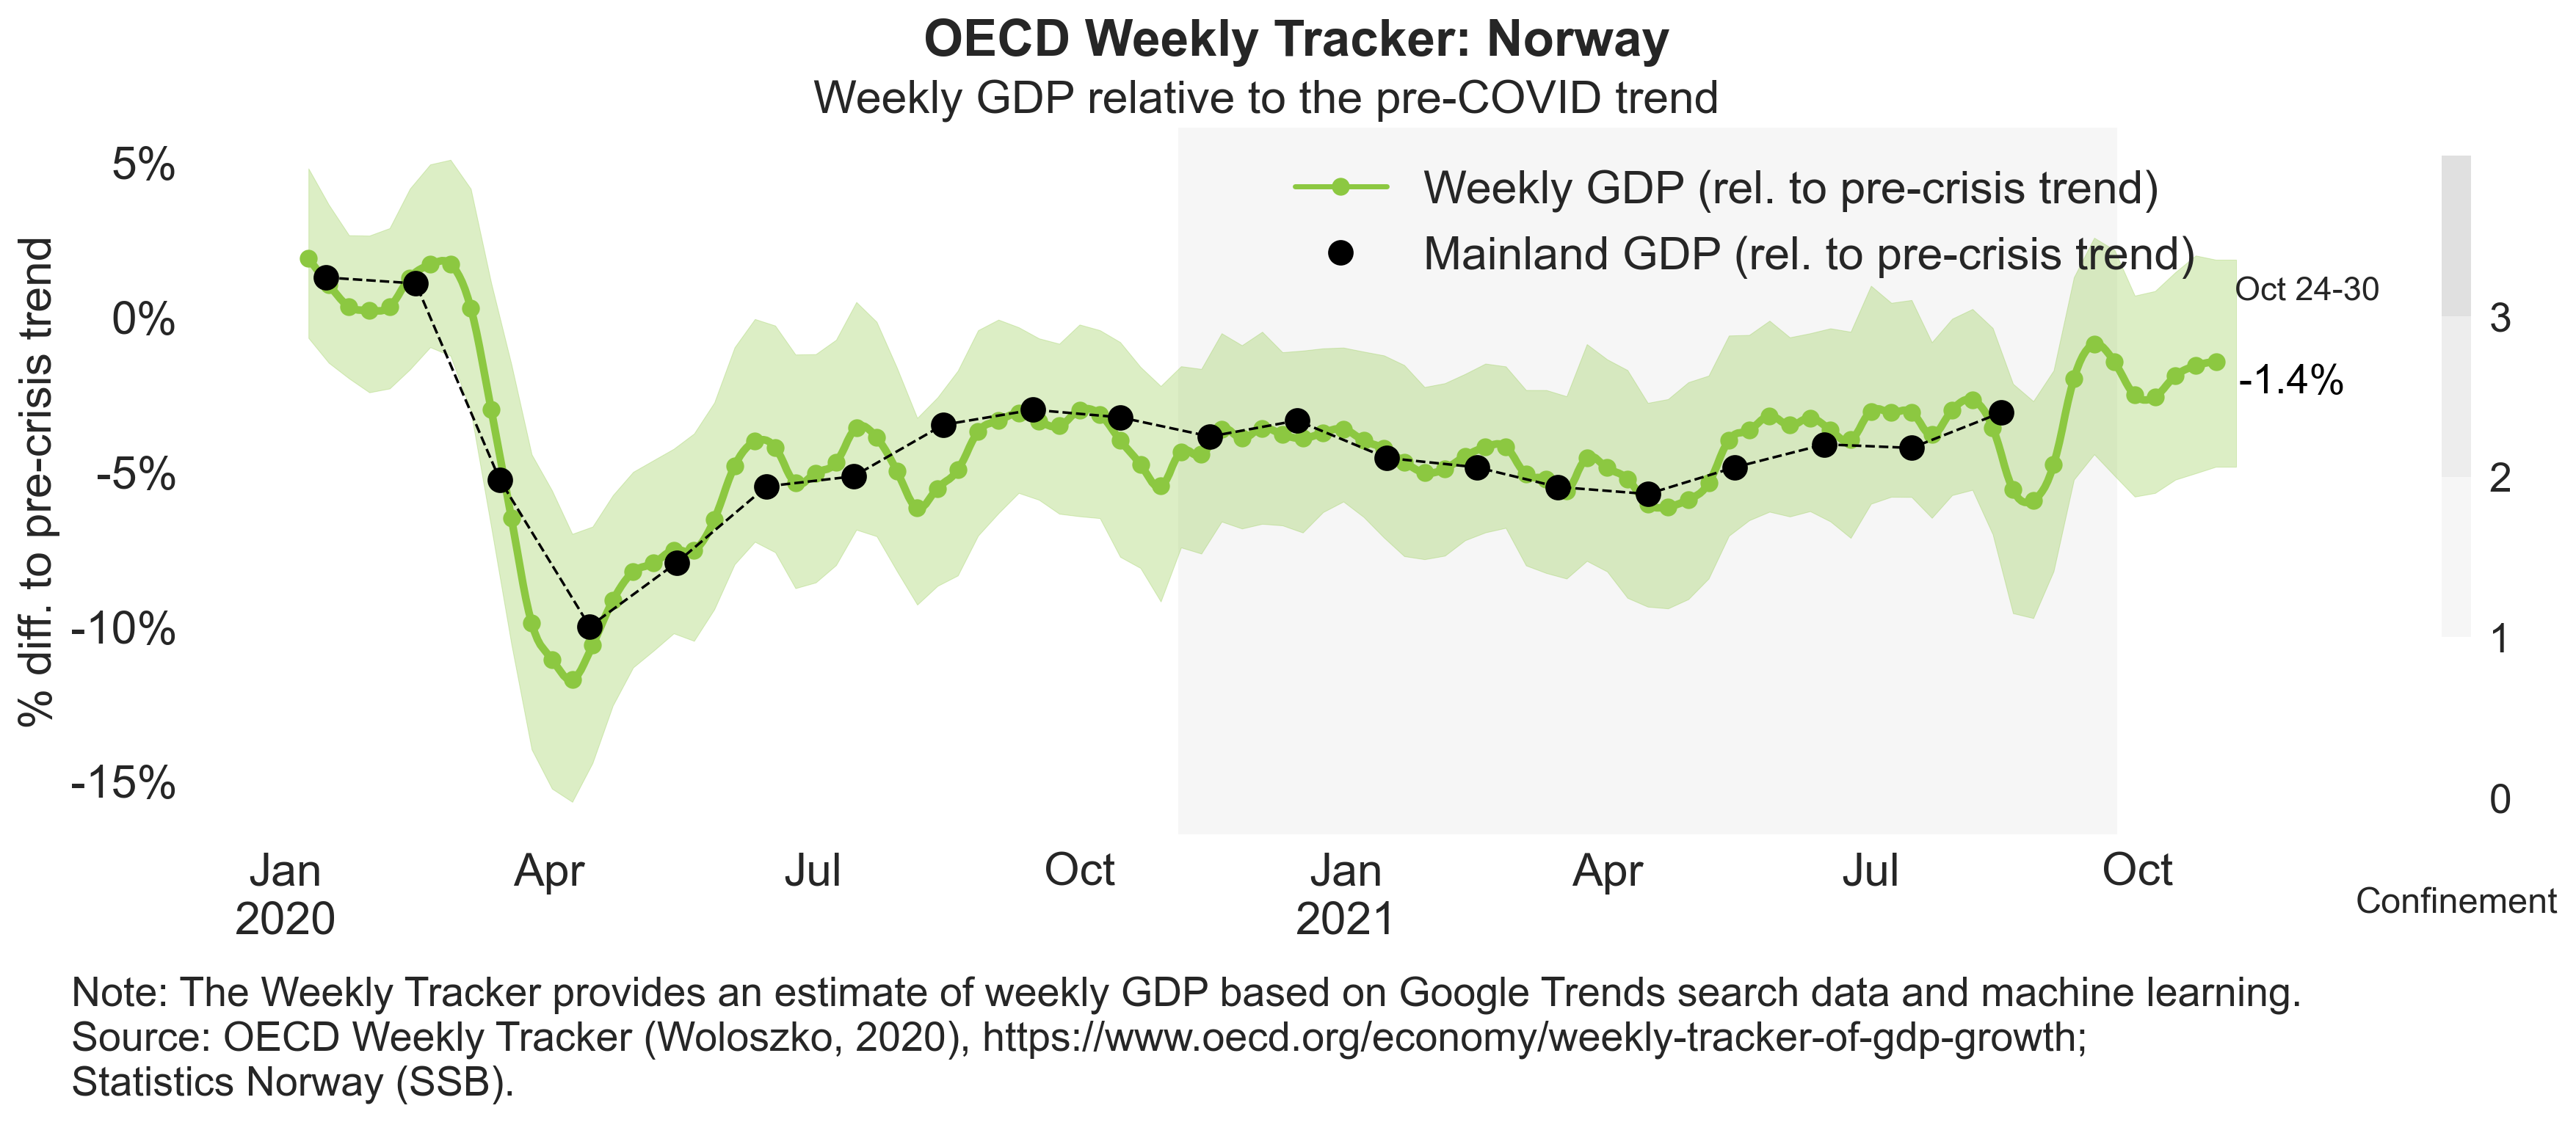 OECD Weekly Tracker: Norway
Weekly GDP relative to the pre-COVID trend
% diff. to pre-crisis trend
5%
0%
-5%
-10%
-15%
Weekly GDP (rel. to pre-crisis trend)
Mainland GDP (rel. to pre-crisis trend)
Oct 24-30
-1.4%
3
2
1
0
Confinement
Jan
2020
Apr
Jul
Oct
Jan
2021
Apr
Jul
Oct
Note: The Weekly Tracker provides an estimate of weekly GDP based on Google Trends search data and machine learning.
Source: OECD Weekly Tracker (Woloszko, 2020), https://www.oecd.org/economy/weekly-tracker-of-gdp-growth;
Statistics Norway (SSB).